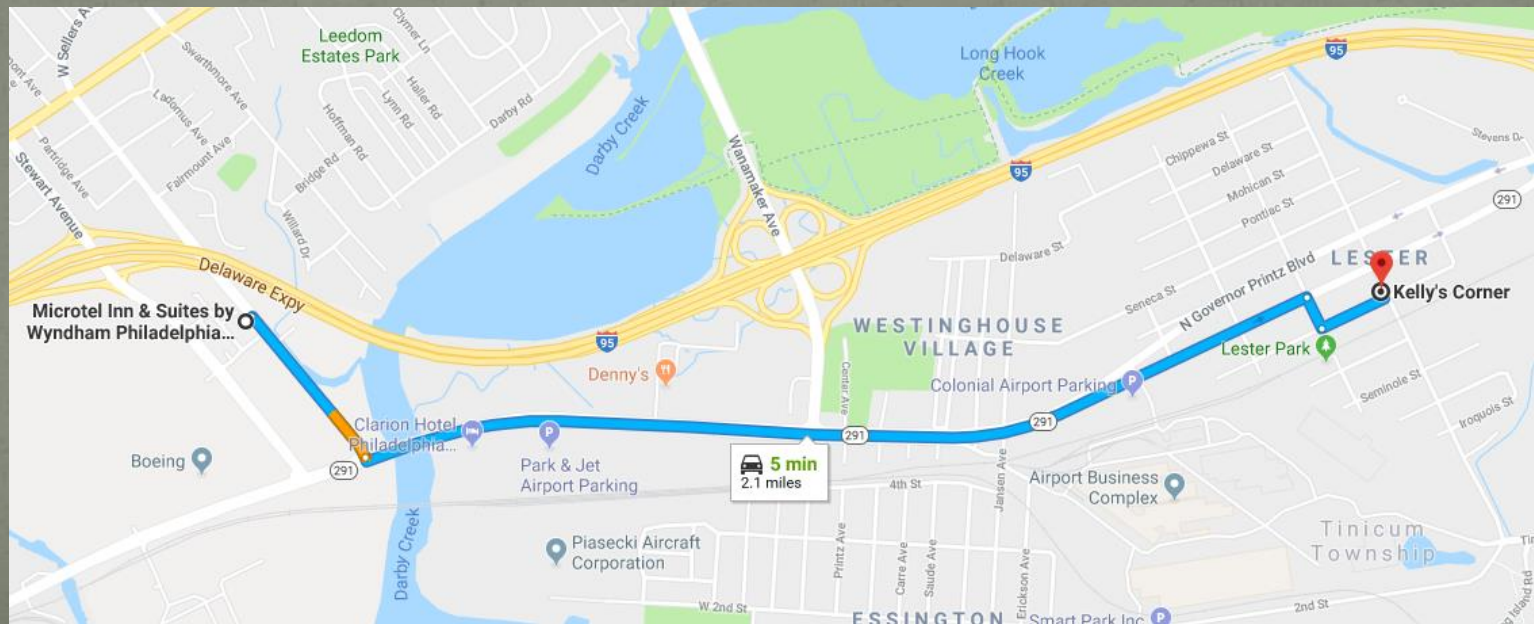 Leedom
Estates Park
W Sellers Ave
Clymer Ln
Swarthmore Ave
Ladomus Ave
Fairmount Ave
Partridge Ave
Stewart Avenue
Haller Rd
Lynn Rd
Hoffman Rd
Bridge Rd
Darby Rd
Willard Dr
Darby Creek
Long Hook
Creek
95
95
Wanamaker Ave
Stevens Dr
Chippewa St
Delaware St
Mohican St
Pontiac St
291
Delaware St
Seneca St
N Governor Printz Blvd
LESTER
Kelly's Corner
Delaware Expy
Microtel Inn & Suites by
Wyndham Philadelphia...
95
WESTINGHOUSE
VILLAGE
Lester Park
Denny's
Center Ave
Colonial Airport Parking
P
Seminole St
Iroquois St
Clarion Hotel
Philadelphia...
291
291
291
Boeing
P
Park & Jet
Airport Parking
5 min
2.1 miles
4th St
Jansen Ave
Airport Business
Complex
Tinicum
Township
Piasecki Aircraft
Corporation
Darby Creek
Printz Ave
Carre Ave
Saude Ave
Erickson Ave
W 2nd St
2nd St
ESSINGTON
Smart Park Inc
P